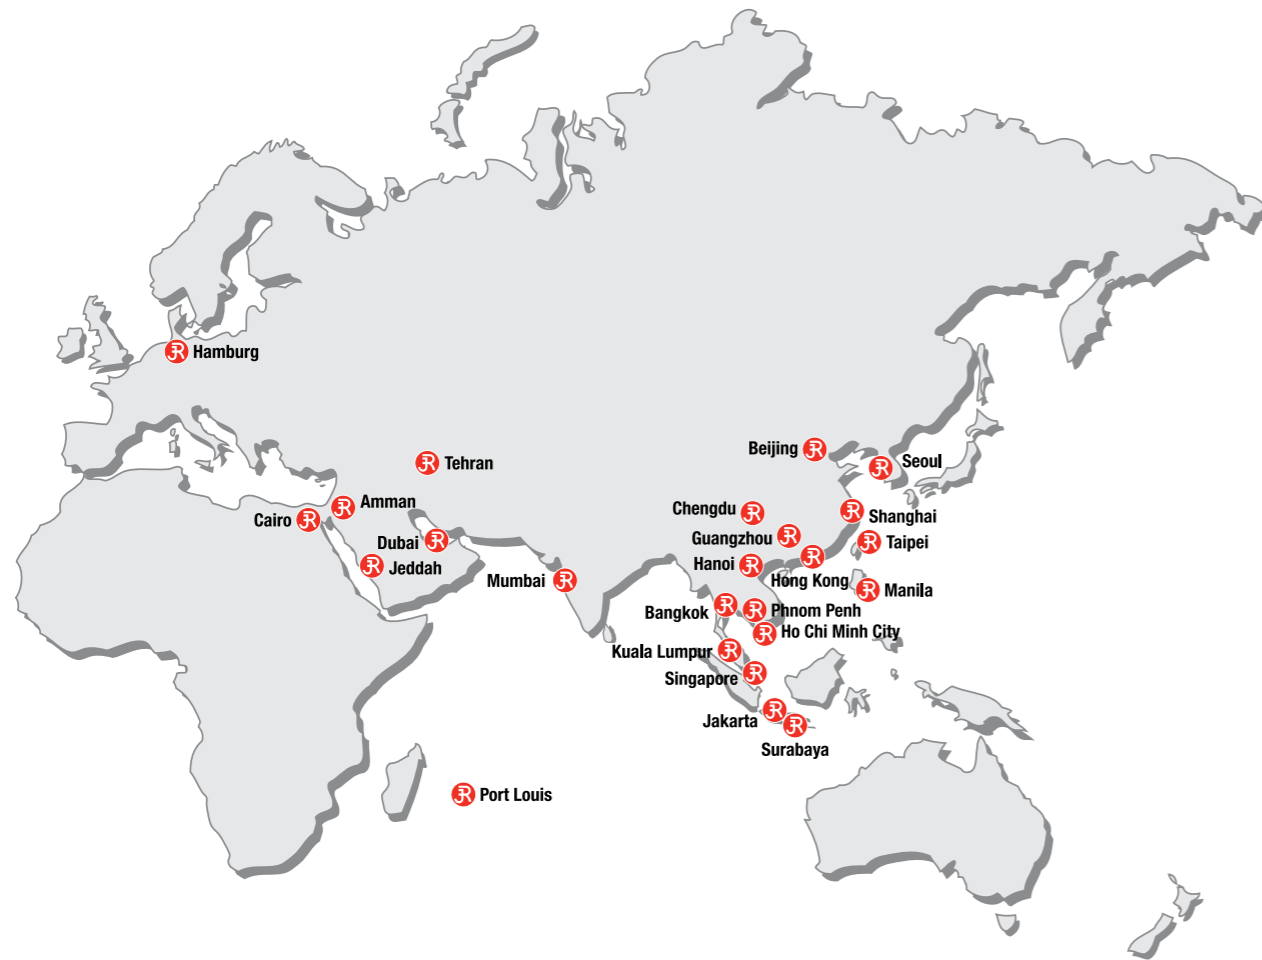 Hamburg
Beijing
Seoul
Tehran
Amman
Chengdu
Shanghai
Cairo
Guangzhou
Dubai
Taipei
Hanoi
Jeddah
Hong Kong
Mumbai
Manila
Bangkok
Phnom Penh
Ho Chi Minh City
Kuala Lumpur
Singapore
Jakarta
Surabaya
Port Louis